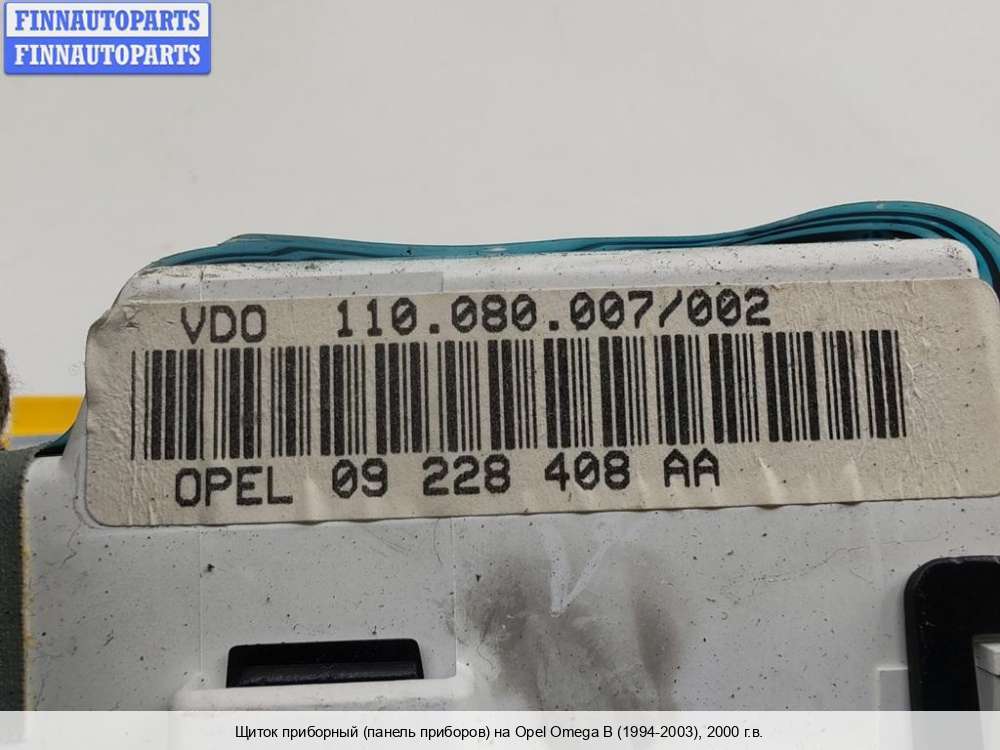 FINNAUTOPARTS
FINNAUTOPARTS
VDO 110.080.007/002
OPEL 09 228 408 AA
Щиток приборный (панель приборов) на Opel Omega B (1994-2003), 2000 г.в.